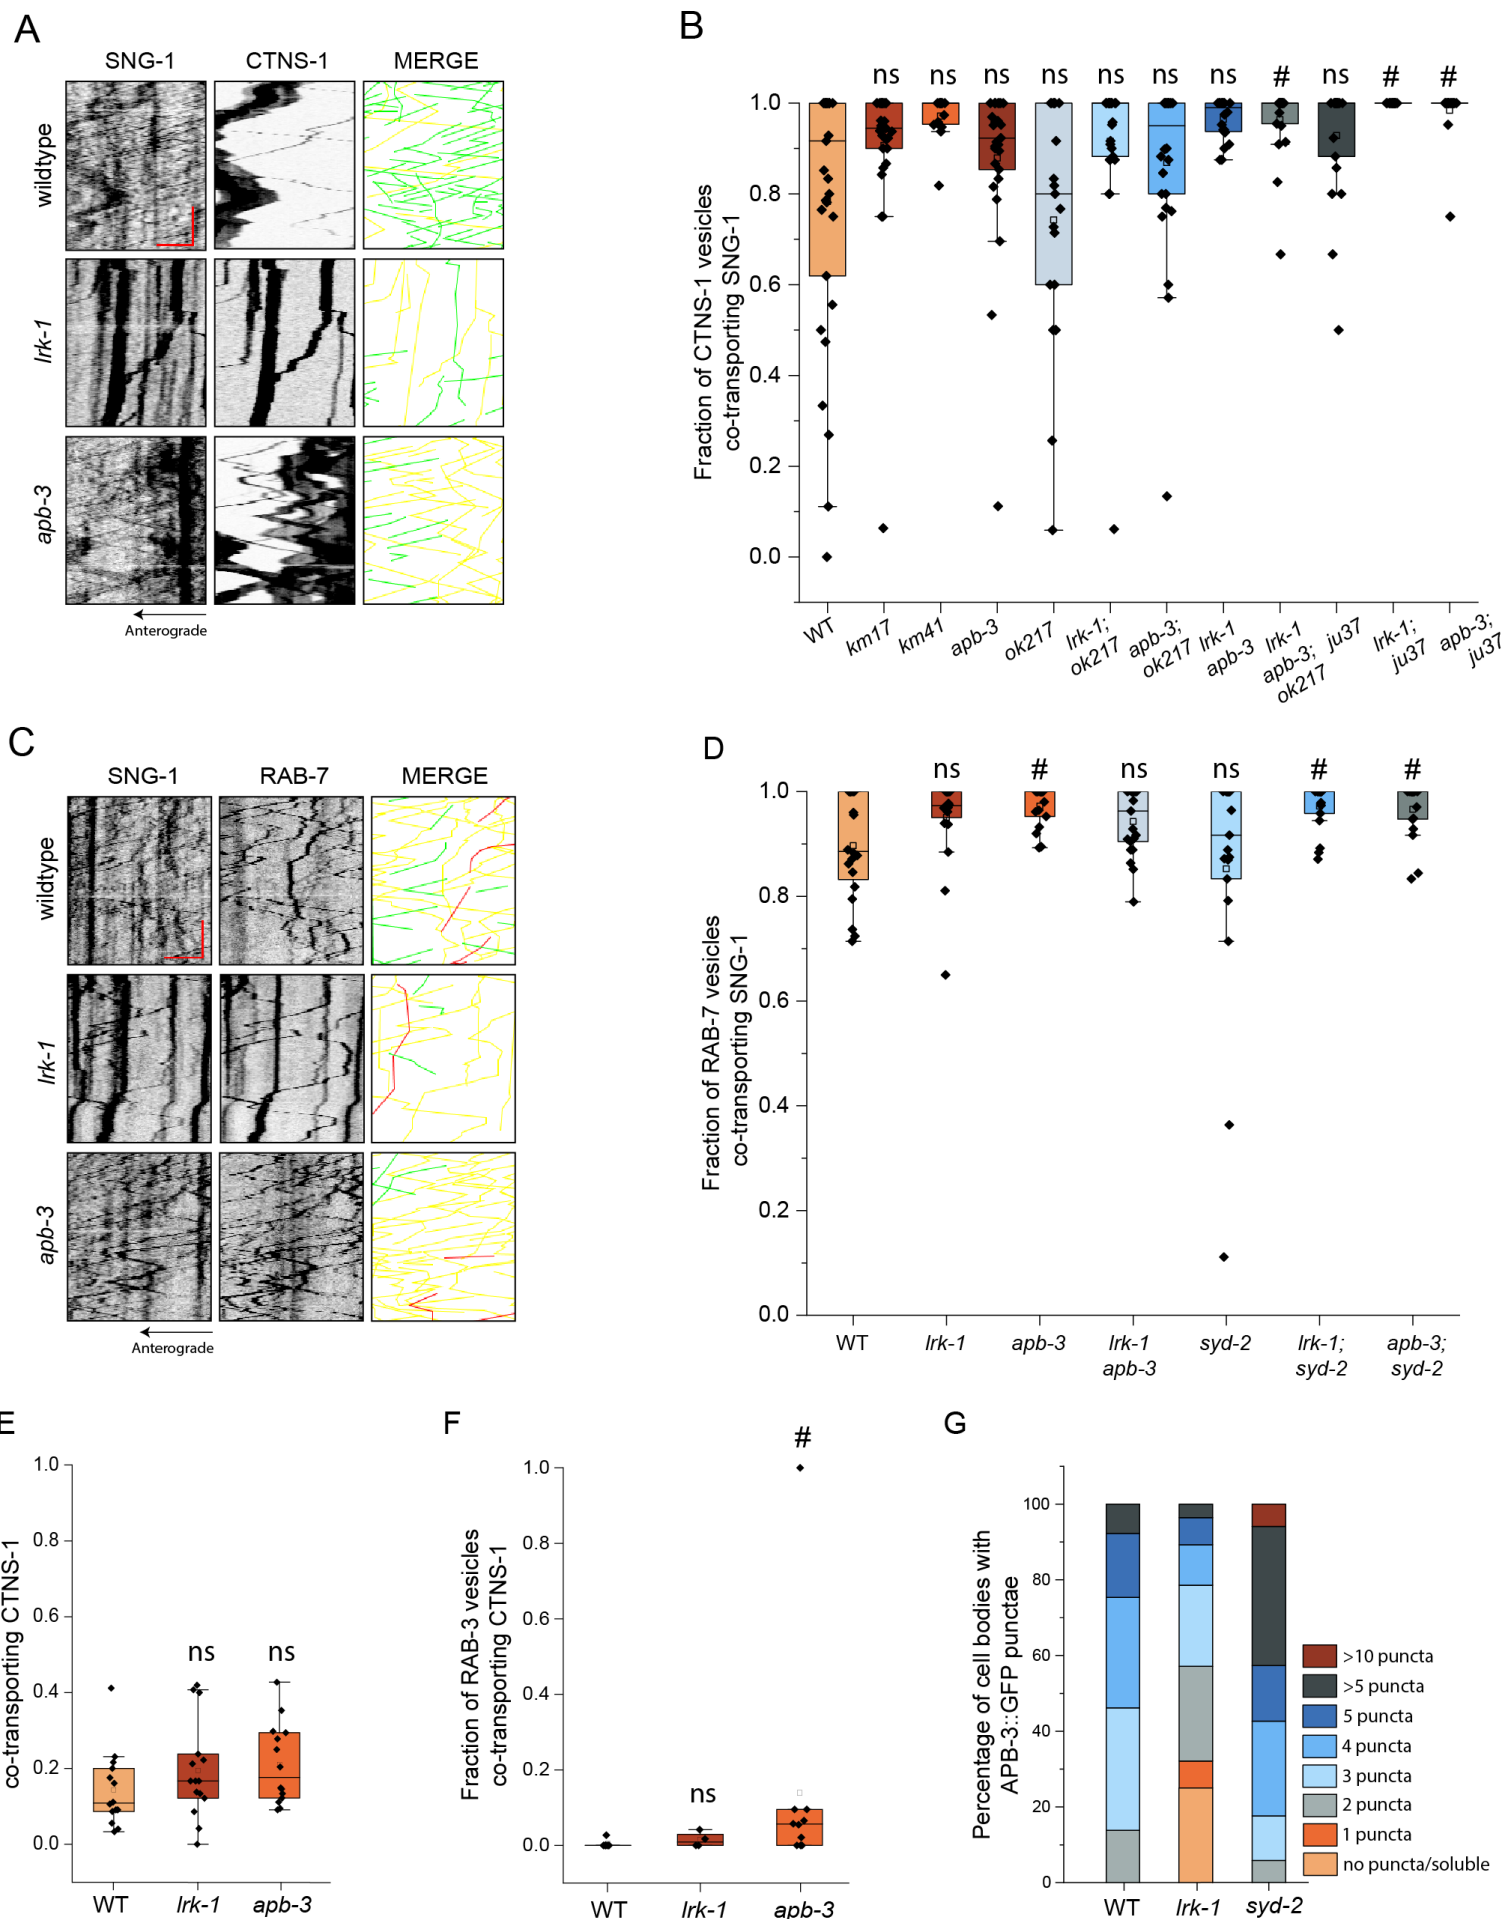 A
SNG-1 CTNS-1 MERGE
wildtype
lrk-1
apb-3
Anterograde
B
ns ns ns ns ns ns ns # ns # #
Fraction of CTNS-1 vesicles
co-transporting SNG-1
1.0
0.8
0.6
0.4
0.2
0.0
WT
km17
km41
apb-3
ok217
lrk-1;
ok217
apb-3;
ok217
lrk-1
apb-3
lrk-1
apb-3;
ok217
ju37
lrk-1;
ju37
apb-3;
ju37
C
SNG-1 RAB-7 MERGE
wildtype
lrk-1
apb-3
Anterograde
D
ns # ns ns # #
Fraction of RAB-7 vesicles
co-transporting SNG-1
1.0
0.8
0.6
0.4
0.2
0.0
WT
lrk-1
apb-3
lrk-1
apb-3
syd-2
lrk-1;
syd-2
apb-3;
syd-2
E
co-transporting CTNS-1
1.0
0.8
0.6
0.4
0.2
0.0
ns ns
WT lrk-1 apb-3
F
Fraction of RAB-3 vesicles
co-transporting CTNS-1
1.0
0.8
0.6
0.4
0.2
0.0
ns #
WT lrk-1 apb-3
G
Percentage of cell bodies with
APB-3::GFP punctae
100
80
60
40
20
0
WT lrk-1 syd-2
>10 puncta
>5 puncta
5 puncta
4 puncta
3 puncta
2 puncta
1 puncta
no puncta/soluble